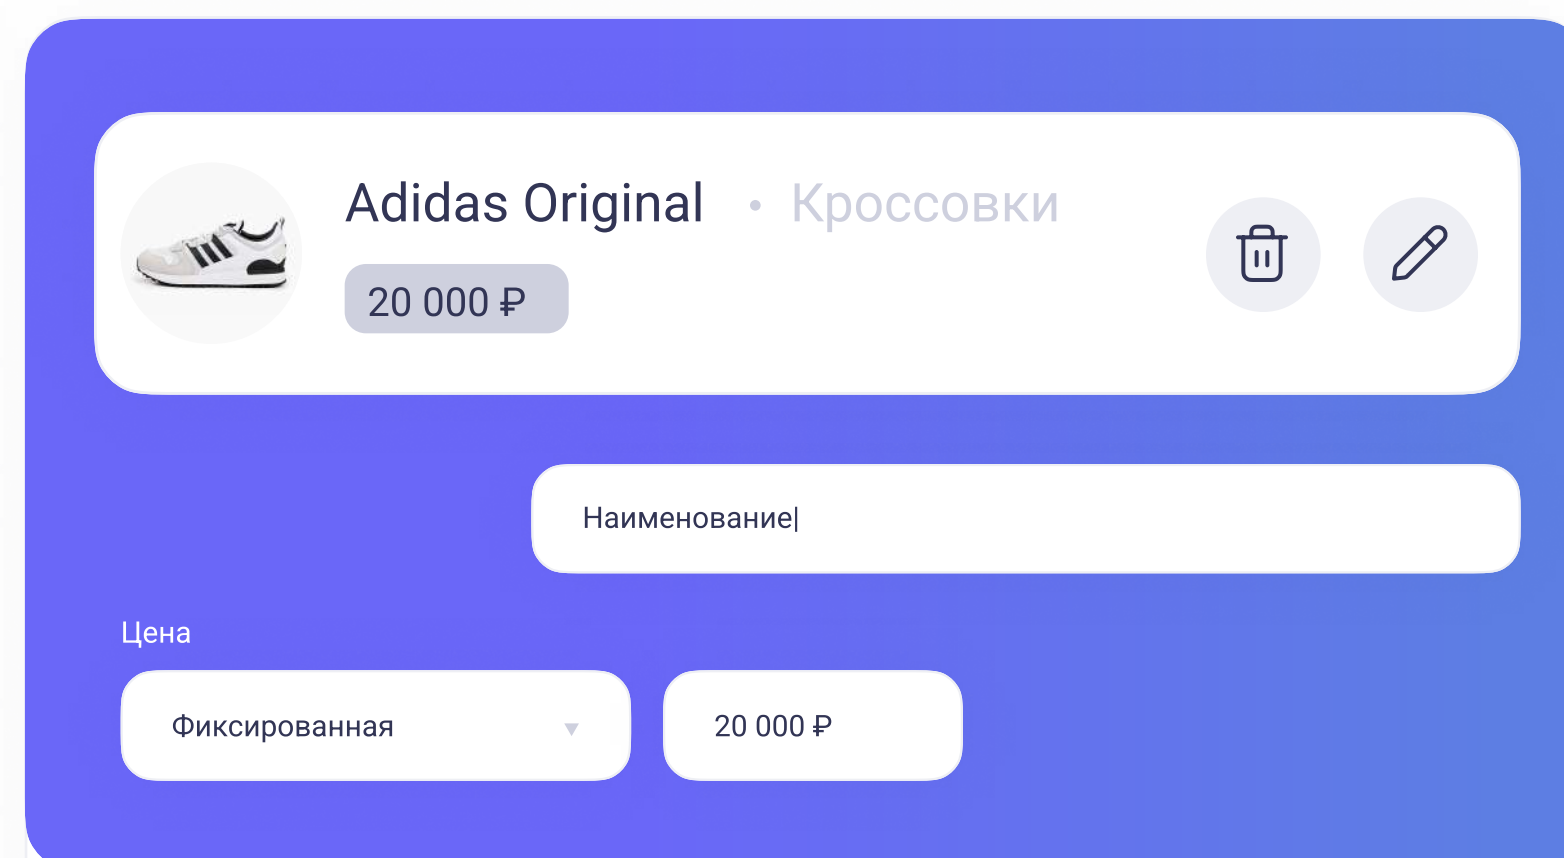 Adidas Original • Кроссовки
20 000 ₽
Наименование
Цена
Фиксированная
20 000 ₽